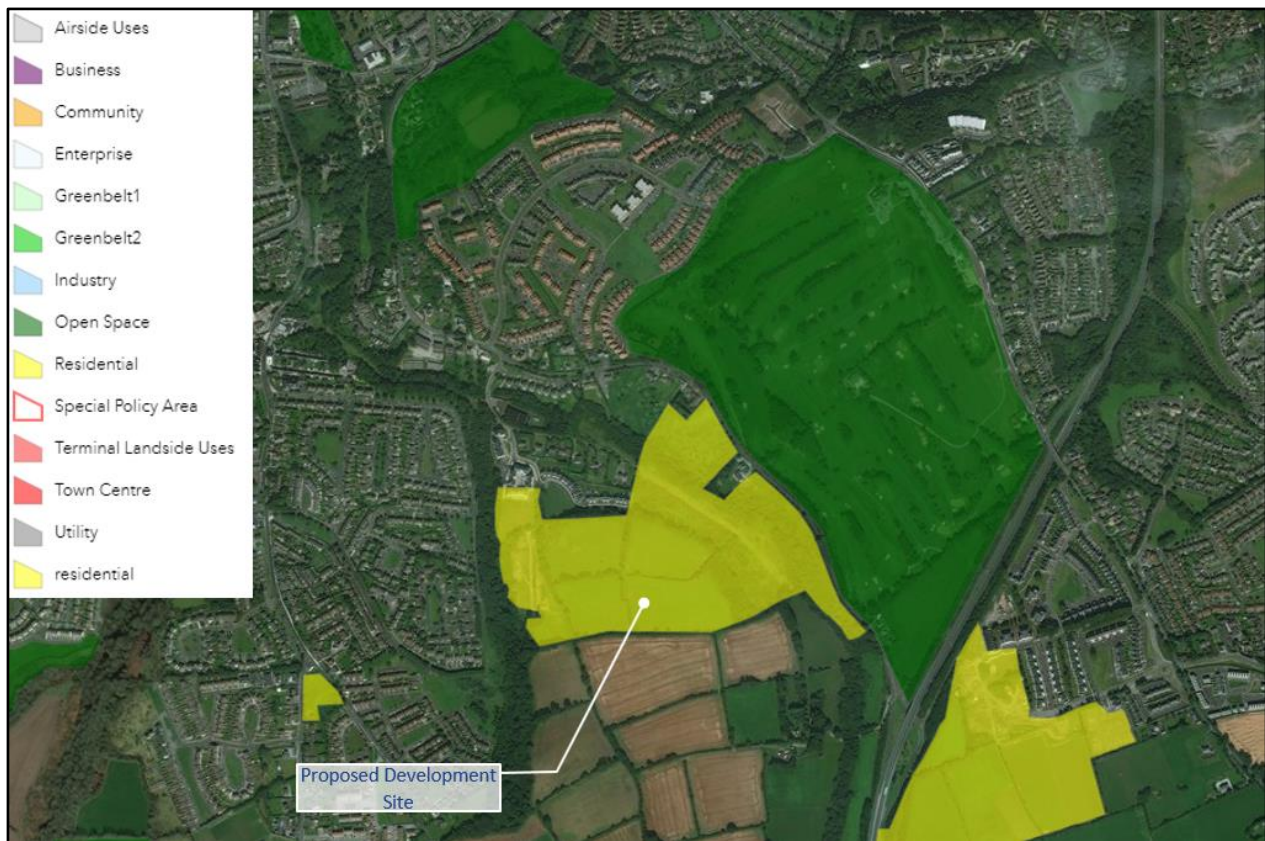 Airside Uses
Business
Community
Enterprise
Greenbelt1
Greenbelt2
Industry
Open Space
Residential
Special Policy Area
Terminal Landside Uses
Town Centre
Utility
residential
Proposed Development
Site